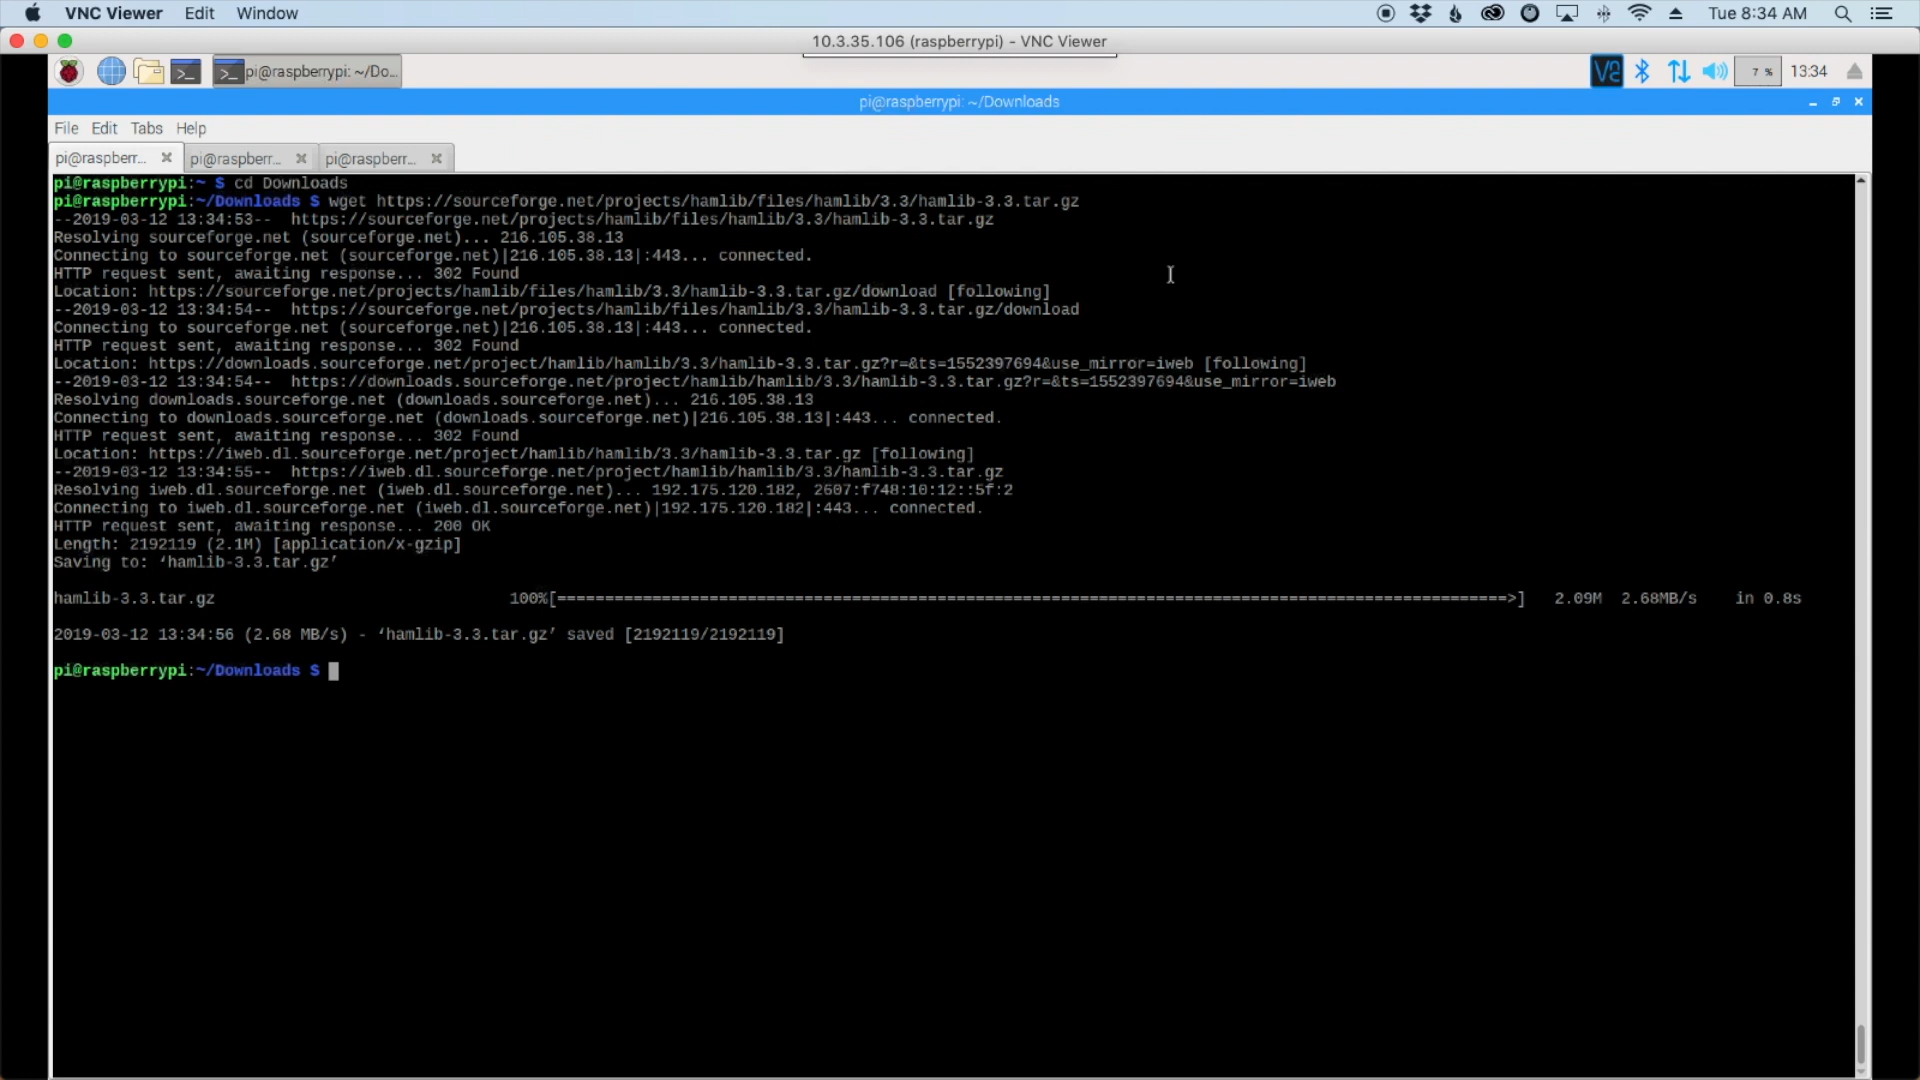 VNC Viewer Edit Window Tue 8:34 AM
10.3.35.106 (raspberrypi) - VNC Viewer
pi@raspberrypi: ~/Do... 7 % 13:34
pi@raspberrypi: ~/Downloads
File Edit Tabs Help
pi@raspberr... pi@raspberr... pi@raspberr...
pi@raspberrypi:~ $ cd Downloads
pi@raspberrypi:~/Downloads $ wget https://sourceforge.net/projects/hamlib/files/hamlib/3.3/hamlib-3.3.tar.gz
--2019-03-12 13:34:53--  https://sourceforge.net/projects/hamlib/files/hamlib/3.3/hamlib-3.3.tar.gz
Resolving sourceforge.net (sourceforge.net)... 216.105.38.13
Connecting to sourceforge.net (sourceforge.net)|216.105.38.13|:443... connected.
HTTP request sent, awaiting response... 302 Found
Location: https://sourceforge.net/projects/hamlib/files/hamlib/3.3/hamlib-3.3.tar.gz/download [following]
--2019-03-12 13:34:54--  https://sourceforge.net/projects/hamlib/files/hamlib/3.3/hamlib-3.3.tar.gz/download
Connecting to sourceforge.net (sourceforge.net)|216.105.38.13|:443... connected.
HTTP request sent, awaiting response... 302 Found
Location: https://downloads.sourceforge.net/project/hamlib/hamlib/3.3/hamlib-3.3.tar.gz?r=&ts=1552397694&use_mirror=iweb [following]
--2019-03-12 13:34:54--  https://downloads.sourceforge.net/project/hamlib/hamlib/3.3/hamlib-3.3.tar.gz?r=&ts=1552397694&use_mirror=iweb
Resolving downloads.sourceforge.net (downloads.sourceforge.net)... 216.105.38.13
Connecting to downloads.sourceforge.net (downloads.sourceforge.net)|216.105.38.13|:443... connected.
HTTP request sent, awaiting response... 302 Found
Location: https://iweb.dl.sourceforge.net/project/hamlib/hamlib/3.3/hamlib-3.3.tar.gz [following]
--2019-03-12 13:34:55--  https://iweb.dl.sourceforge.net/project/hamlib/hamlib/3.3/hamlib-3.3.tar.gz
Resolving iweb.dl.sourceforge.net (iweb.dl.sourceforge.net)... 192.175.120.182, 2607:f748:10:12::5f:2
Connecting to iweb.dl.sourceforge.net (iweb.dl.sourceforge.net)|192.175.120.182|:443... connected.
HTTP request sent, awaiting response... 200 OK
Length: 2192119 (2.1M) [application/x-gzip]
Saving to: ‘hamlib-3.3.tar.gz’
hamlib-3.3.tar.gz 100%[====================================================================================================>] 2.09M 2.68MB/s in 0.8s
2019-03-12 13:34:56 (2.68 MB/s) - ‘hamlib-3.3.tar.gz’ saved [2192119/2192119]
pi@raspberrypi:~/Downloads $